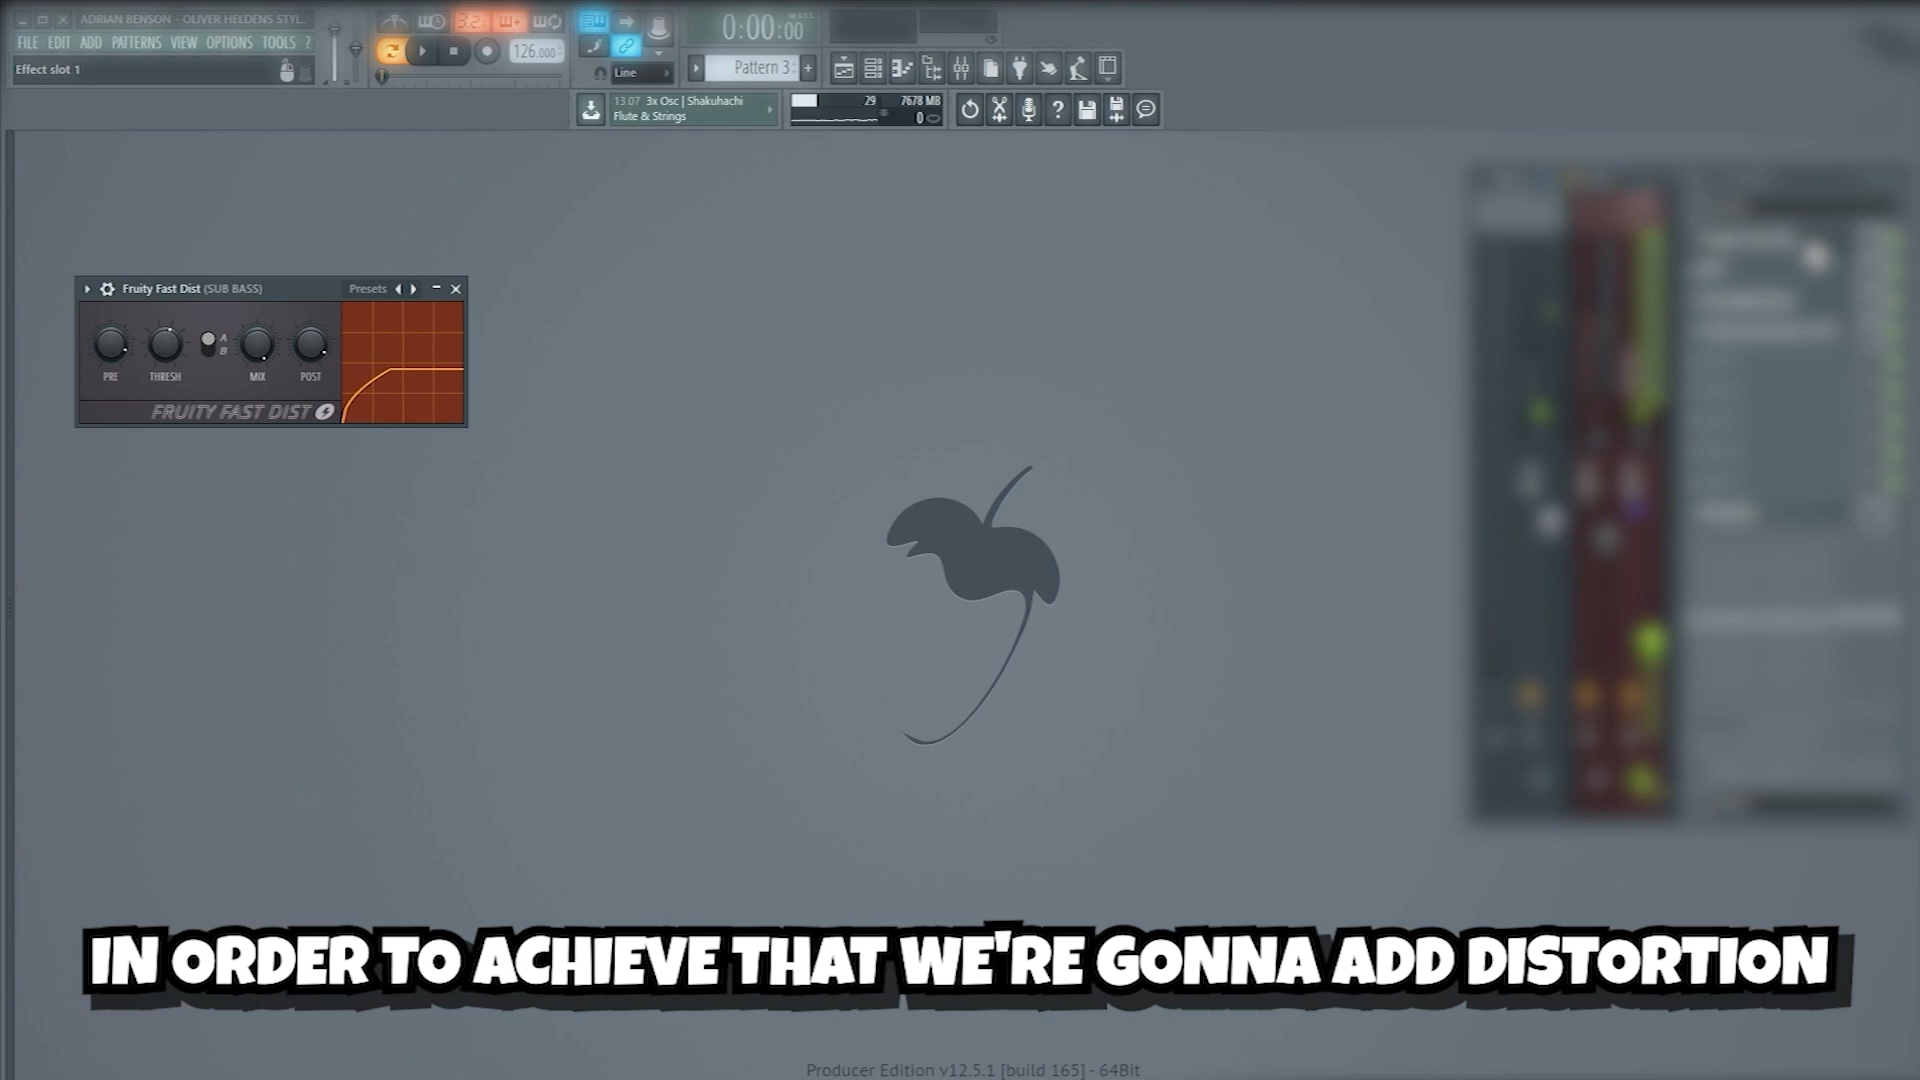 ADRIAN BENSON - OLIVER HELDENS STYL.
FILE EDIT ADD PATTERNS VIEW OPTIONS TOOLS ?
Effect slot 1
3.2.
126.000
Line
0:00:00
M:S:CS
Pattern 3
13.07 3x Osc | Shakuhachi
Flute & Strings
29 7678 MB
0
Fruity Fast Dist (SUB BASS) Presets
A
B
PRE THRESH MIX POST
FRUITY FAST DIST
IN ORDER TO ACHIEVE THAT WE'RE GONNA ADD DISTORTION
Producer Edition v12.5.1 [build 165] - 64Bit